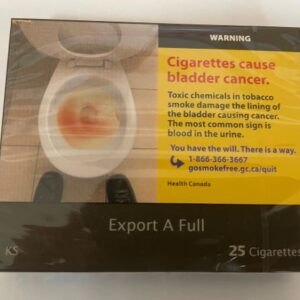 WARNING
Cigarettes cause
bladder cancer.
Toxic chemicals in tobacco
smoke damage the lining of
the bladder causing cancer.
The most common sign is
blood in the urine.
You have the will. There is a way.
1-866-366-3667
gosmokefree.gc.ca/quit
Health Canada
Export A Full
KS
25 Cigarettes